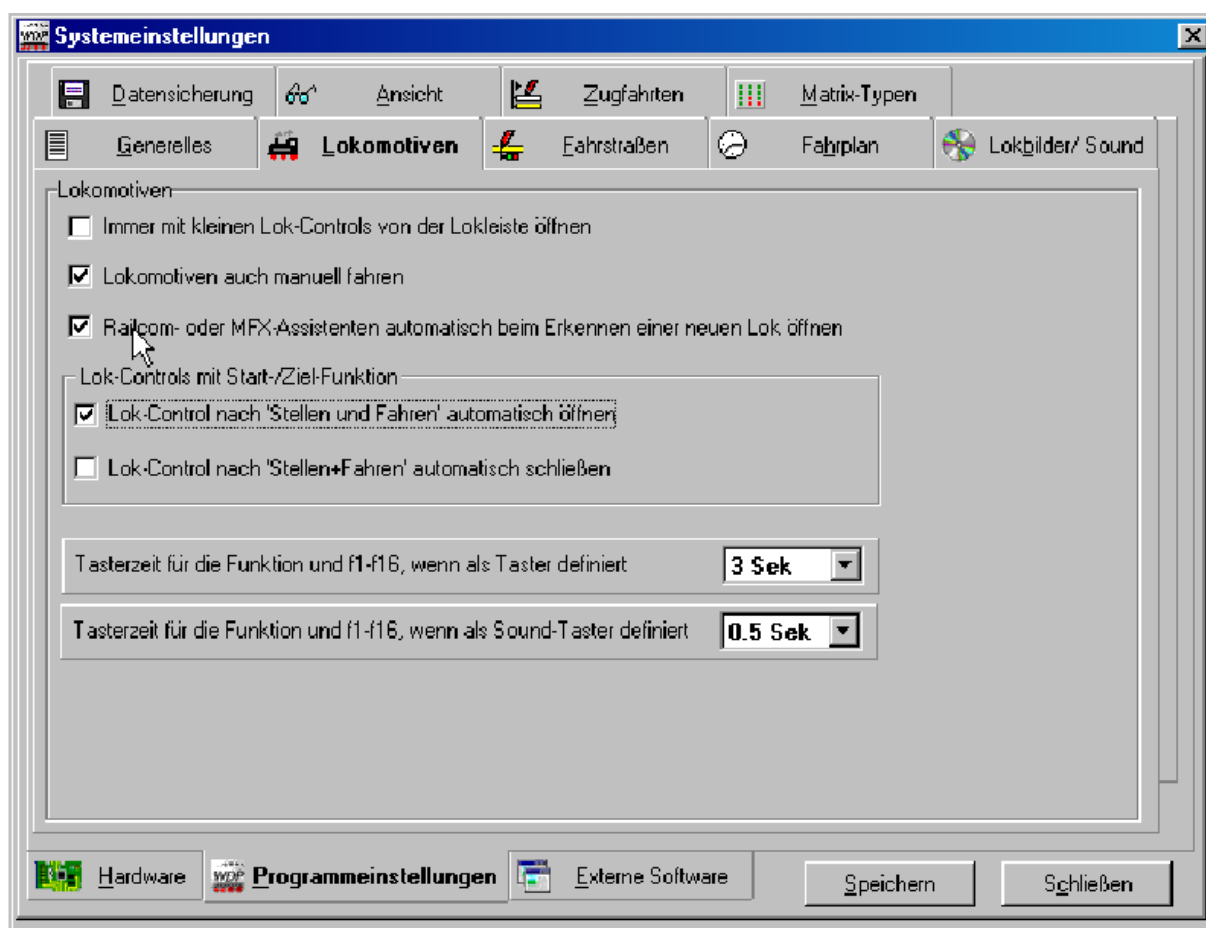 Systemeinstellungen
Datensicherung Ansicht Zugfahrten Matrix-Typen
Generelles Lokomotiven Fahrstraßen Fahrplan Lokbilder/ Sound
Lokomotiven
Immer mit kleinen Lok-Controls von der Lokleiste öffnen
Lokomotiven auch manuell fahren
Railcom- oder MFX-Assistenten automatisch beim Erkennen einer neuen Lok öffnen
Lok-Controls mit Start-/Ziel-Funktion
Lok-Control nach 'Stellen und Fahren' automatisch öffnen
Lok-Control nach 'Stellen+Fahren' automatisch schließen
Tasterzeit für die Funktion und f1-f16, wenn als Taster definiert 3 Sek
Tasterzeit für die Funktion und f1-f16, wenn als Sound-Taster definiert 0.5 Sek
Hardware WDP Programmeinstellungen Externe Software Speichern Schließen